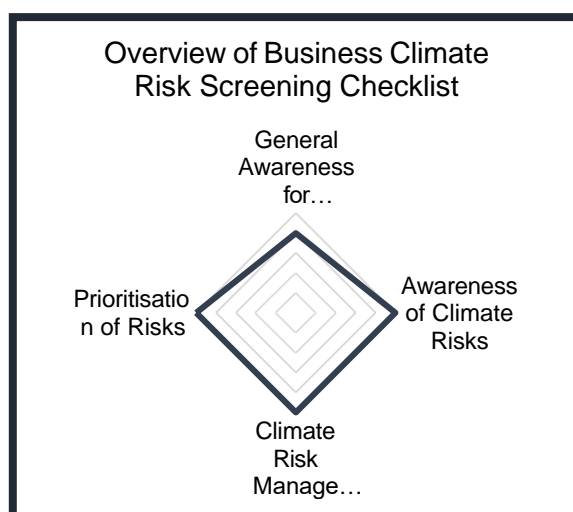 Overview of Business Climate
Risk Screening Checklist
General
Awareness
for…
Awareness
of Climate
Risks
Prioritisatio
n of Risks
Climate
Risk
Manage…